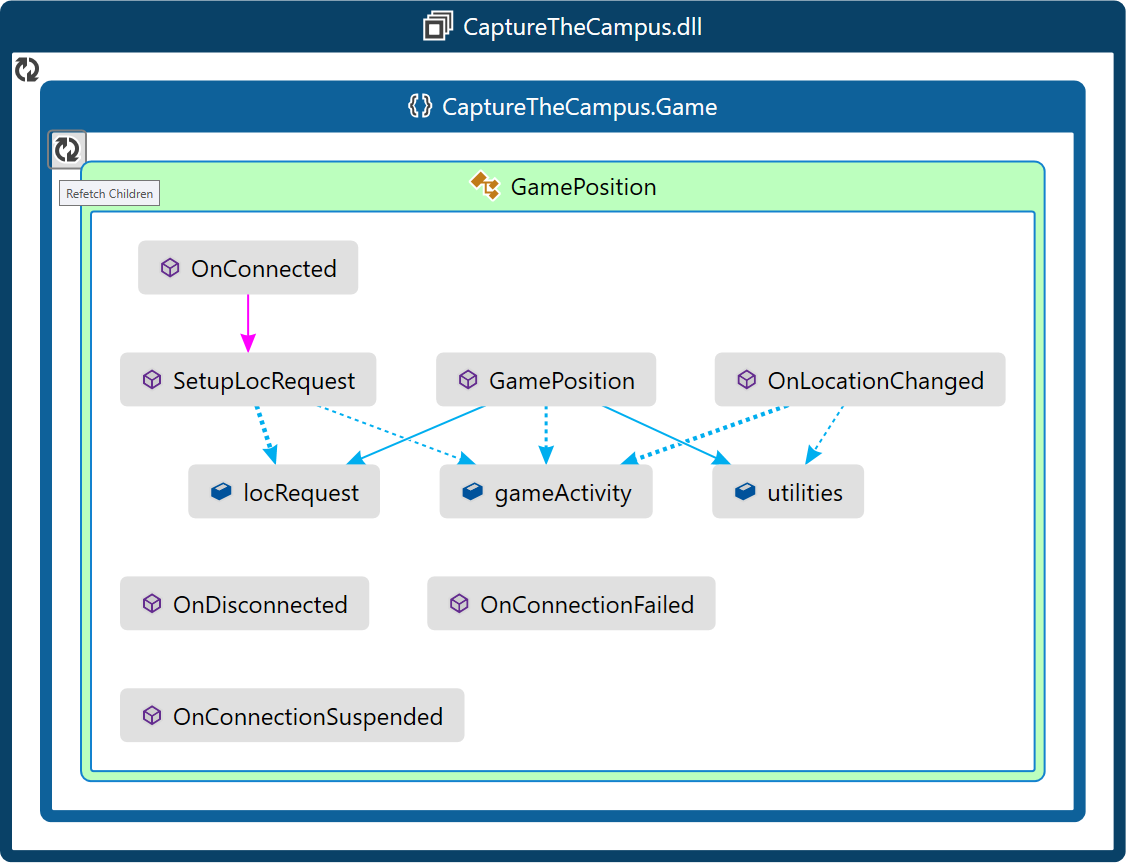 CaptureTheCampus.dll
CaptureTheCampus.Game
GamePosition
Refetch Children
OnConnected
SetupLocRequest
GamePosition
OnLocationChanged
locRequest
gameActivity
utilities
OnDisconnected
OnConnectionFailed
OnConnectionSuspended